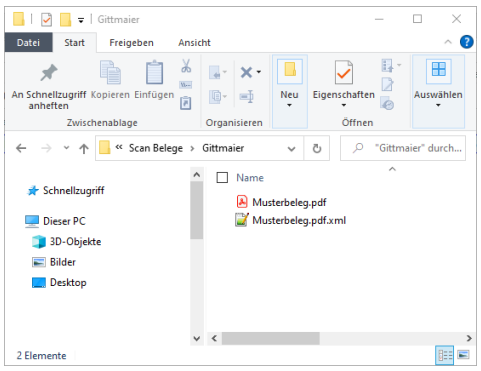 Gittmaier
Datei Start Freigeben Ansicht
An Schnellzugriff anheften Kopieren Einfügen
Neu
Eigenschaften
Auswählen
Zwischenablage Organisieren Öffnen
« Scan Belege › Gittmaier
"Gittmaier" durch...
Schnellzugriff
Dieser PC
3D-Objekte
Bilder
Desktop
Name
Musterbeleg.pdf
Musterbeleg.pdf.xml
2 Elemente